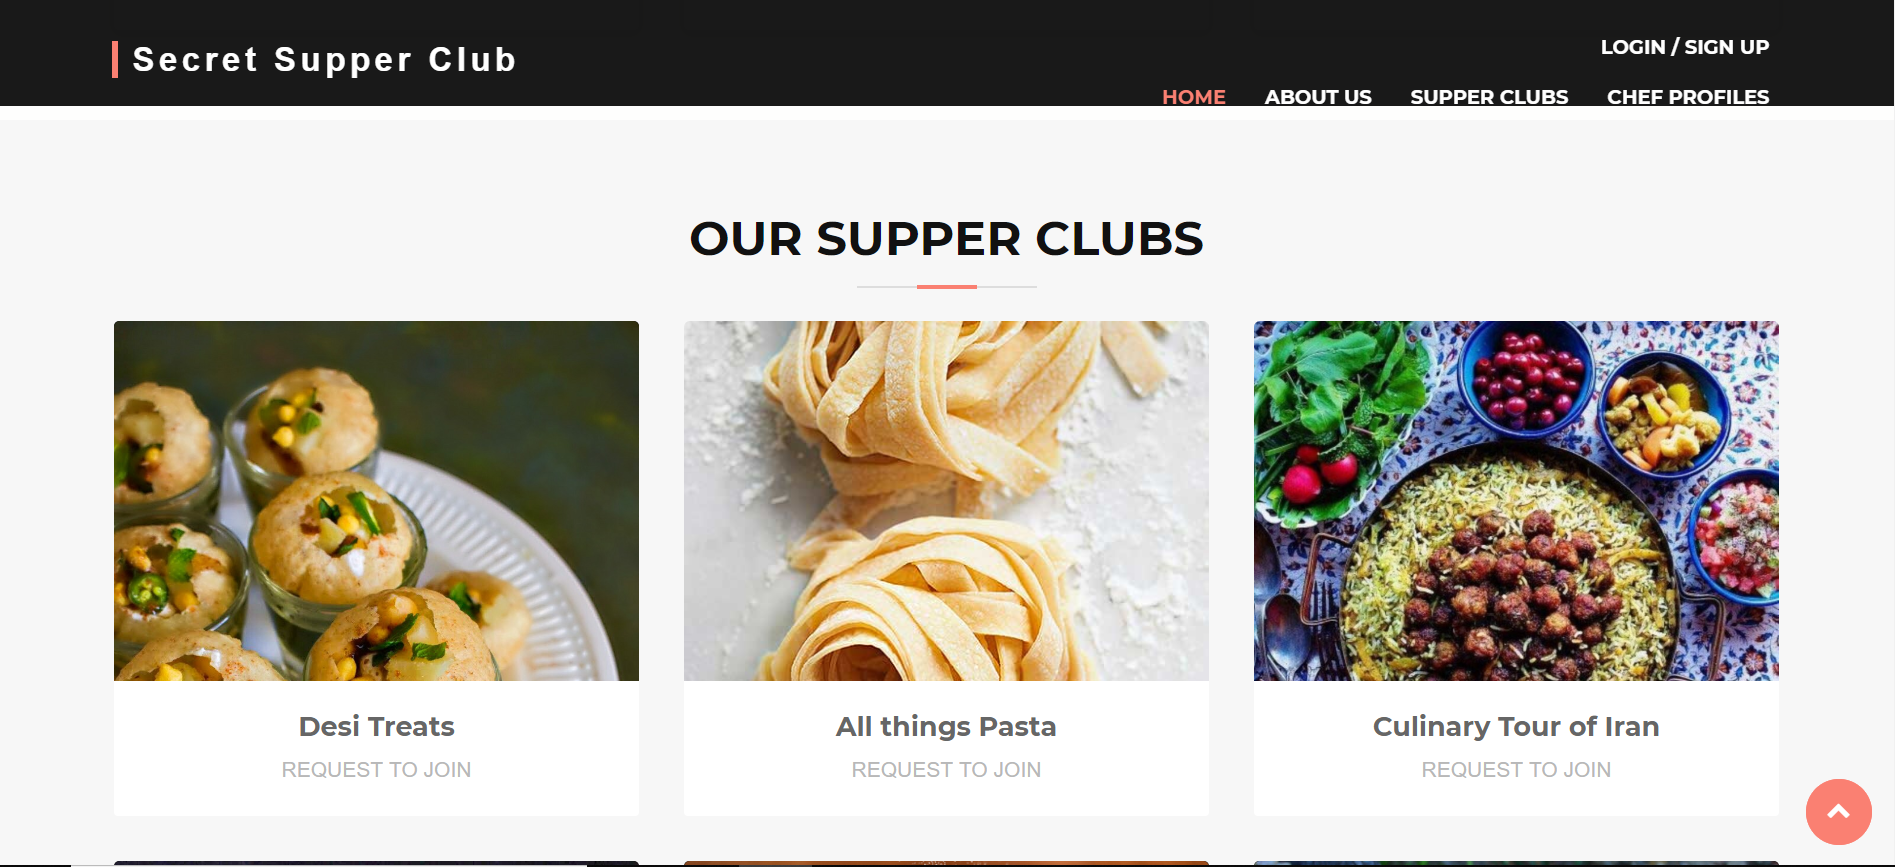 Secret Supper Club
LOGIN / SIGN UP
HOME ABOUT US SUPPER CLUBS CHEF PROFILES
OUR SUPPER CLUBS
Desi Treats
REQUEST TO JOIN
All things Pasta
REQUEST TO JOIN
Culinary Tour of Iran
REQUEST TO JOIN